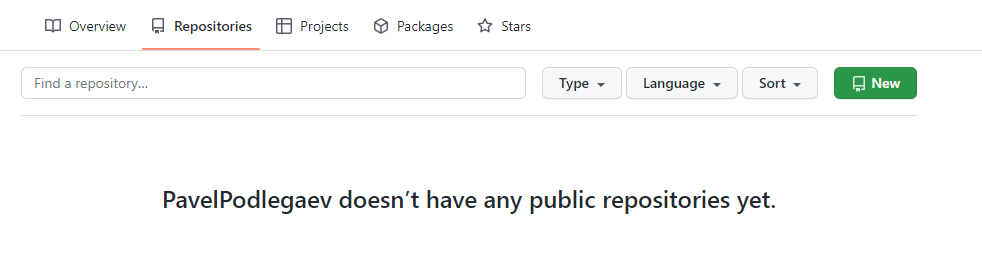 Overview Repositories Projects Packages Stars
Find a repository... Type Language Sort New
PavelPodlegaev doesn’t have any public repositories yet.